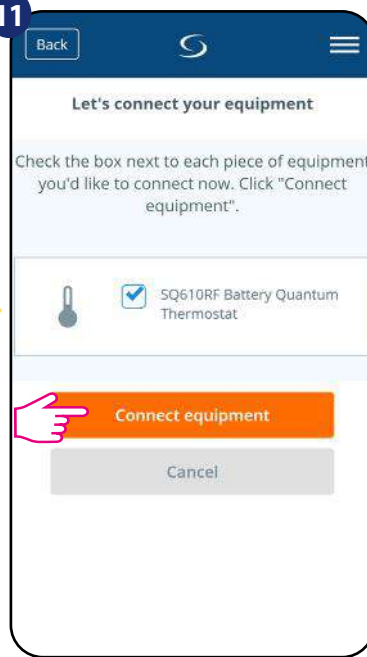 11
Back
Let's connect your equipment
Check the box next to each piece of equipment
you'd like to connect now. Click "Connect
equipment".
SQ610RF Battery Quantum
Thermostat
Connect equipment
Cancel